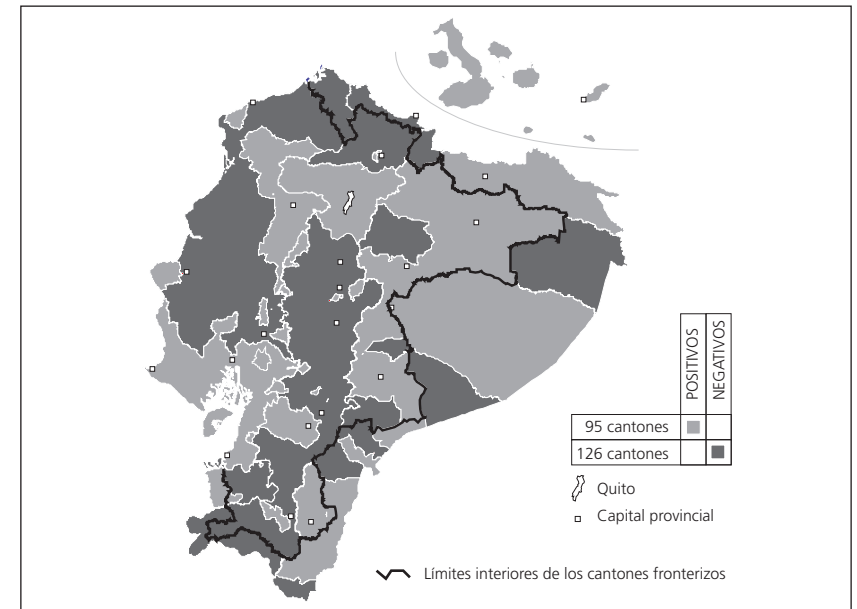 POSITIVOS
NEGATIVOS
95 cantones
126 cantones
Quito
Capital provincial
Límites interiores de los cantones fronterizos